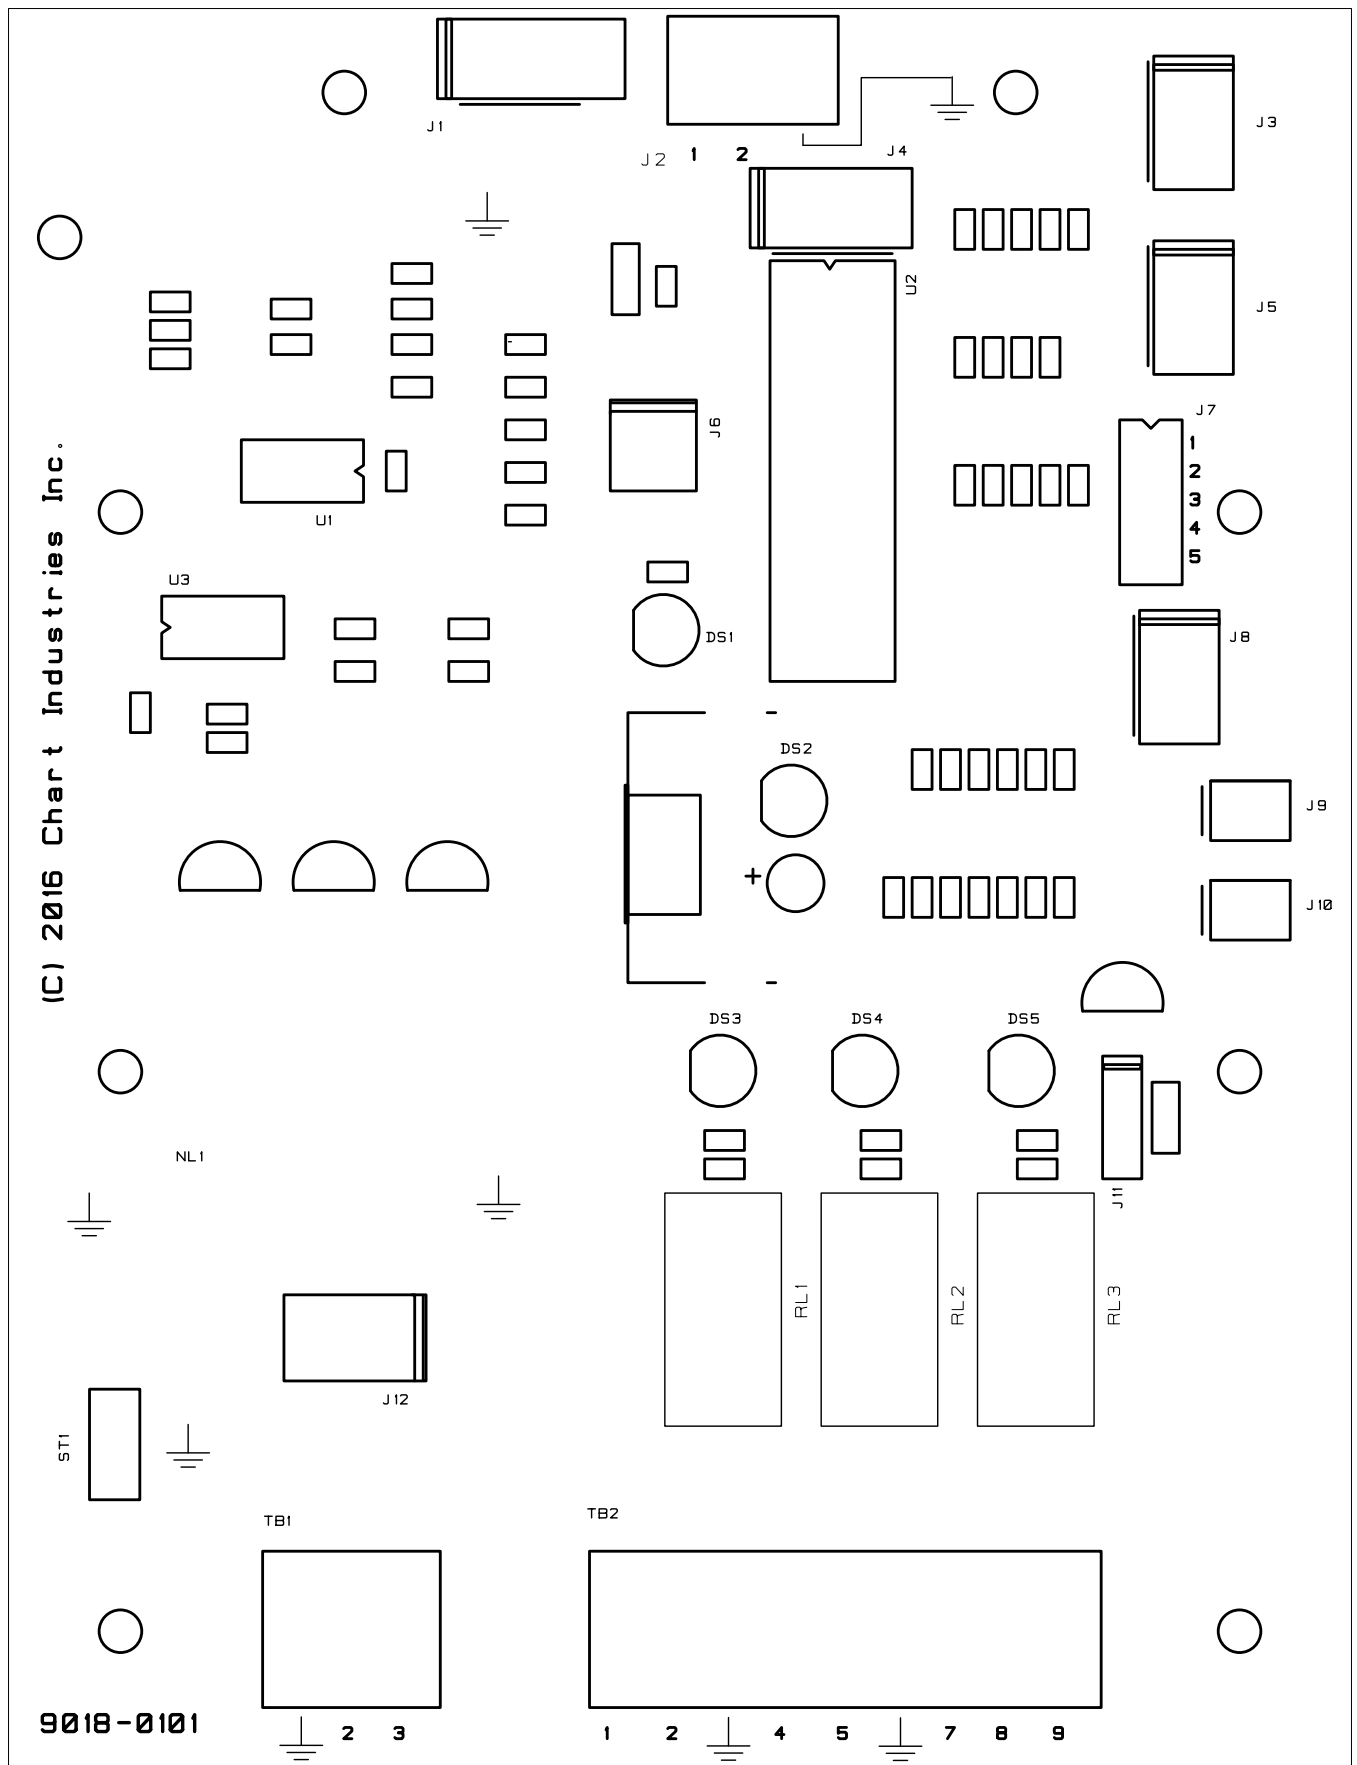 J1
J3
J2 1 2
J4
U2
J5
J6
J7
1
2
3
4
5
U1
U3
DS1
J8
DS2
J9
+
J10
(C) 2016 Chart Industries Inc.
DS3 DS4 DS5
NL1
J11
RL1
RL2
RL3
J12
ST1
TB1
TB2
9018-0101
2 3
1 2 4 5 7 8 9